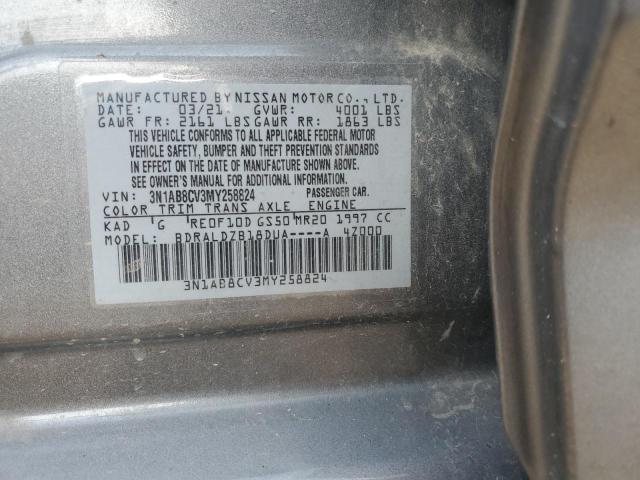 MANUFACTURED BY NISSAN MOTOR CO., LTD.
DATE: 03/21 GVWR: 4001 LBS
GAWR FR: 2161 LBS GAWR RR: 1863 LBS
THIS VEHICLE CONFORMS TO ALL APPLICABLE FEDERAL MOTOR
VEHICLE SAFETY, BUMPER AND THEFT PREVENTION STANDARDS
IN EFFECT ON THE DATE OF MANUFACTURE SHOWN ABOVE.
SEE OWNER'S MANUAL FOR ADDITIONAL INFORMATION.
VIN: 3N1AB8CV3MY258824 PASSENGER CAR.
COLOR TRIM TRANS AXLE ENGINE
KAD G RE0F10D GS50 MR20 1997 CC
MODEL: BDRALDZB18DUA----A 4Z000
3N1AB8CV3MY258824